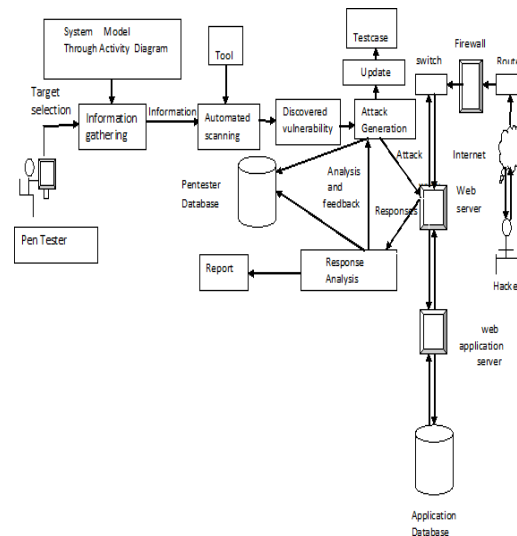 System Model
Through Activity Diagram
Tool
Testcase
Update
Firewall
switch
Target
selection
Information
gathering
Information
Automated
scanning
Discovered
vulnerability
Attack
Generation
Attack
Internet
Pentester
Database
Analysis
and
feedback
Responses
Web
server
Pen Tester
Report
Response
Analysis
web
application
server
Application
Database